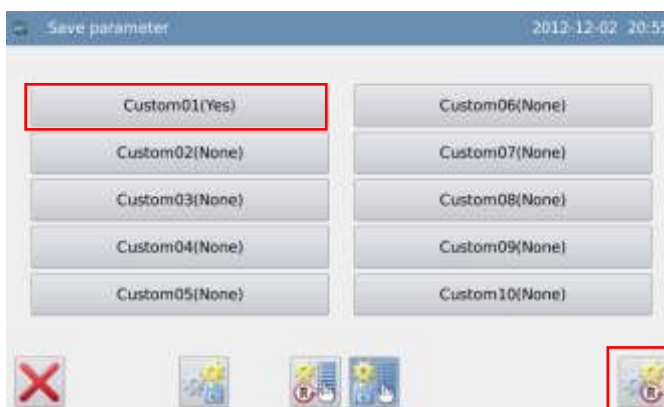 Save parameter 2012-12-02 20:55
Custom01(Yes) Custom06(None)
Custom02(None) Custom07(None)
Custom03(None) Custom08(None)
Custom04(None) Custom09(None)
Custom05(None) Custom10(None)
R R